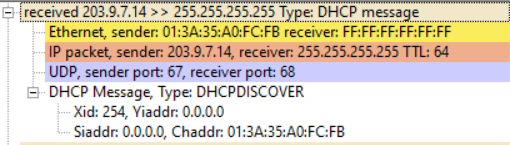 received 203.9.7.14 >> 255.255.255.255 Type: DHCP message
Ethernet, sender: 01:3A:35:A0:FC:FB receiver: FF:FF:FF:FF:FF:FF
IP packet, sender: 203.9.7.14, receiver: 255.255.255.255 TTL: 64
UDP, sender port: 67, receiver port: 68
DHCP Message, Type: DHCPDISCOVER
Xid: 254, Yiaddr: 0.0.0.0
Siaddr: 0.0.0.0, Chaddr: 01:3A:35:A0:FC:FB